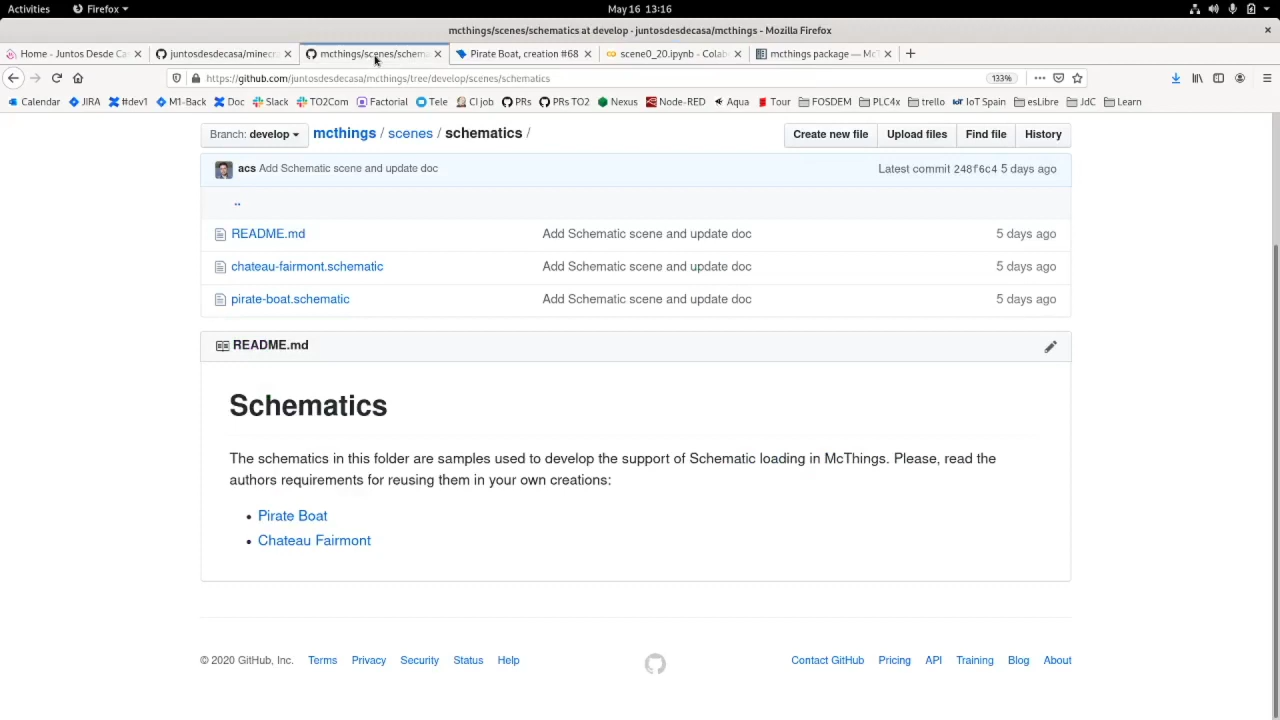 Activities Firefox May 16 13:16
mcthings/scenes/schematics at develop · juntosdesdecasa/mcthings - Mozilla Firefox
Home - Juntos Desde Ca juntosdesdecasa/minecr mcthings/scenes/schem Pirate Boat, creation #68 scene0_20.ipynb - Colab mcthings package — McT
https://github.com/juntosdesdecasa/mcthings/tree/develop/scenes/schematics 133%
Calendar JIRA #dev1 M1-Back Doc Slack TO2Com Factorial Tele CI job PRs PRs TO2 Nexus Node-RED Aqua Tour FOSDEM PLC4x trello IoT Spain esLibre JdC Learn
Branch: develop mcthings / scenes / schematics / Create new file Upload files Find file History
acs Add Schematic scene and update doc Latest commit 248f6c4 5 days ago
..
README.md Add Schematic scene and update doc 5 days ago
chateau-fairmont.schematic Add Schematic scene and update doc 5 days ago
pirate-boat.schematic Add Schematic scene and update doc 5 days ago
README.md
Schematics
The schematics in this folder are samples used to develop the support of Schematic loading in McThings. Please, read the
authors requirements for reusing them in your own creations:
• Pirate Boat
• Chateau Fairmont
© 2020 GitHub, Inc. Terms Privacy Security Status Help Contact GitHub Pricing API Training Blog About